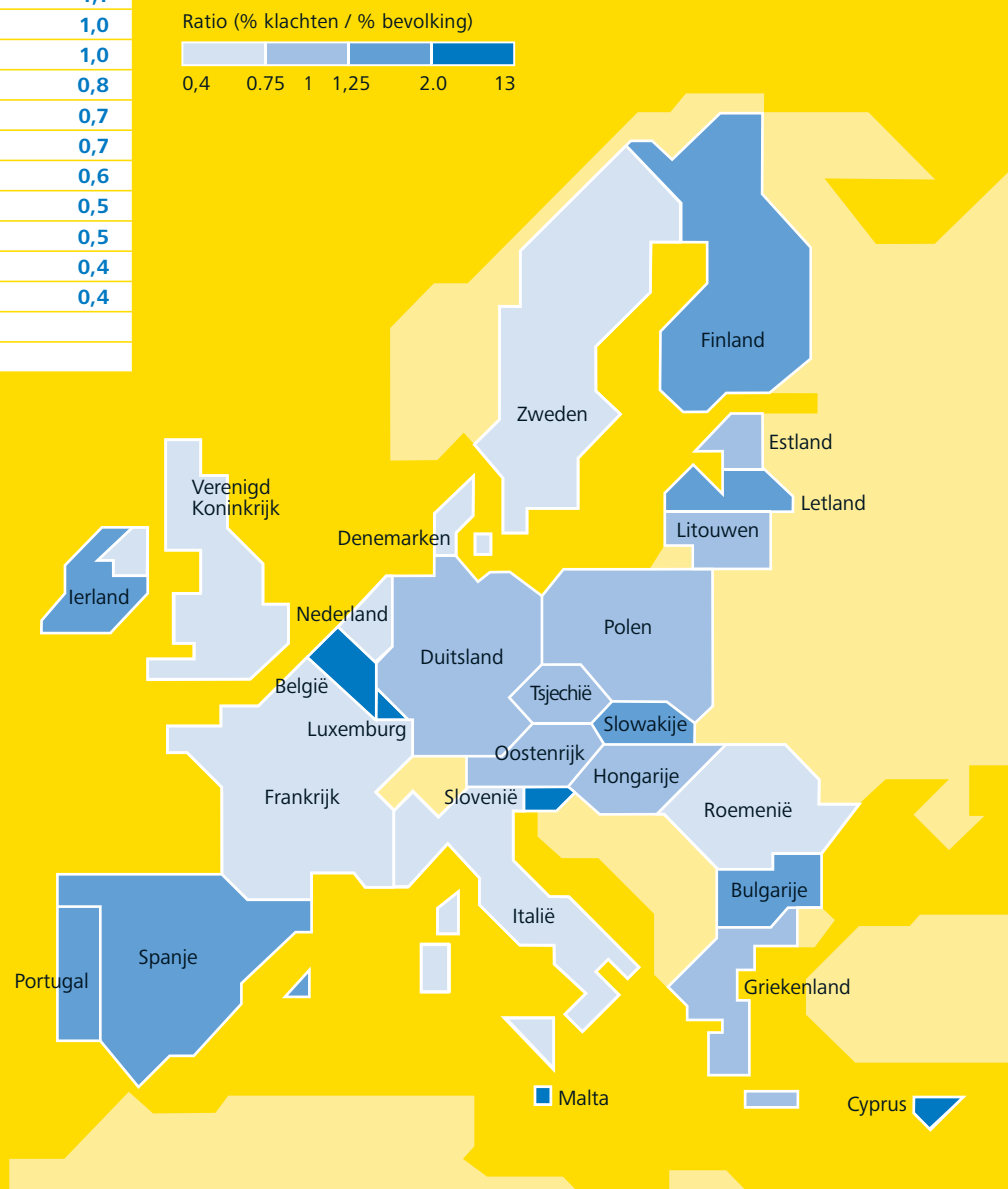 1,0
1,0
0,8
0,7
0,7
0,6
0,5
0,5
0,4
0,4
Ratio (% klachten / % bevolking)
0,4 0.75 1 1,25 2.0 13
Finland
Zweden
Estland
Letland
Litouwen
Verenigd
Koninkrijk
Denemarken
Ierland
Nederland
Polen
Duitsland
België
Tsjechië
Luxemburg
Slowakije
Oostenrijk
Hongarije
Frankrijk
Slovenië
Roemenië
Bulgarije
Italië
Spanje
Portugal
Griekenland
Malta
Cyprus